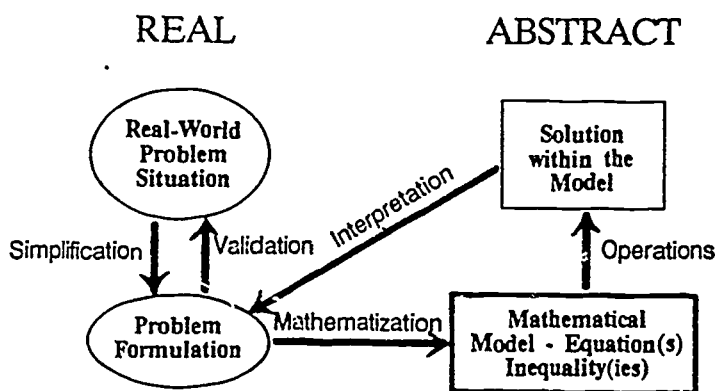 REAL
ABSTRACT
Real-World
Problem
Situation
Solution
within the
Model
Interpretation
Simplification
Validation
Operations
Problem
Formulation
Mathematization
Mathematical
Model - Equation(s)
Inequality(ies)